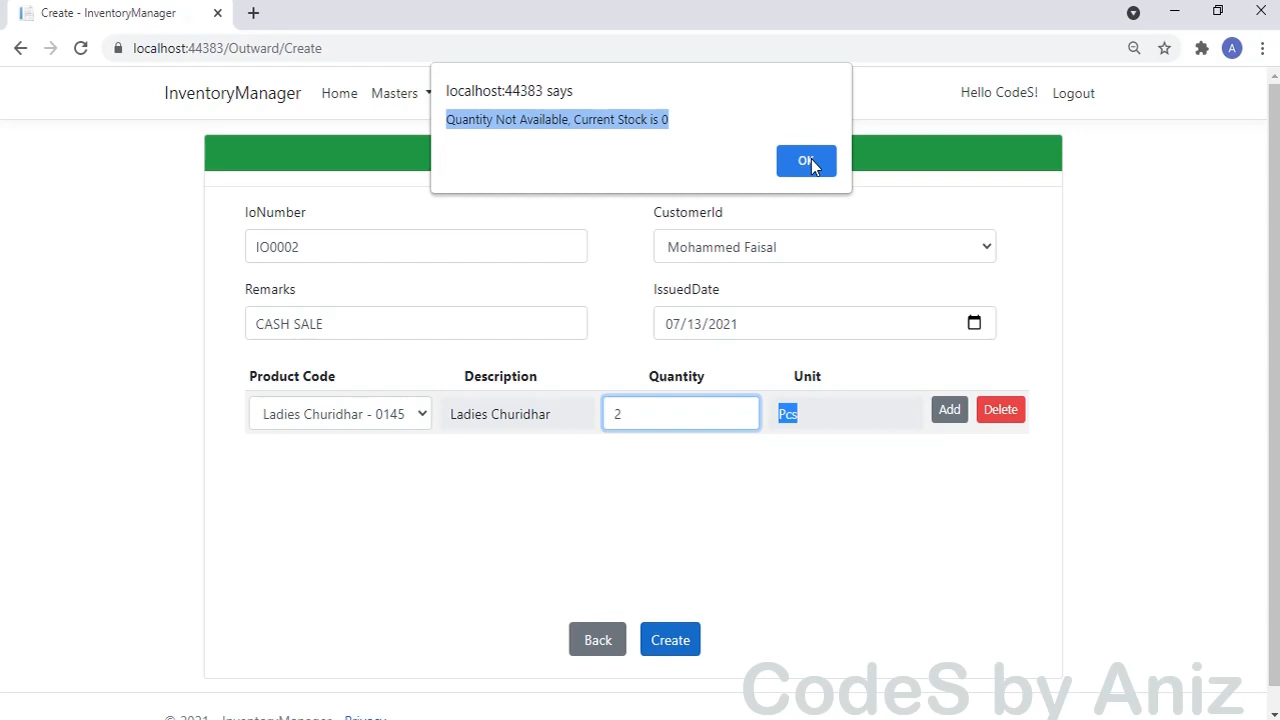 Create - InventoryManager
localhost:44383/Outward/Create
A
InventoryManager Home Masters
Hello CodeS! Logout
localhost:44383 says
Quantity Not Available, Current Stock is 0
OK
IoNumber
CustomerId
IO0002
Mohammed Faisal
Remarks
IssuedDate
CASH SALE
07/13/2021
Product Code Description Quantity Unit
Ladies Churidhar - 0145 Ladies Churidhar 2 Pcs Add Delete
Back Create
CodeS by Aniz
© 2021 - InventoryManager - Privacy